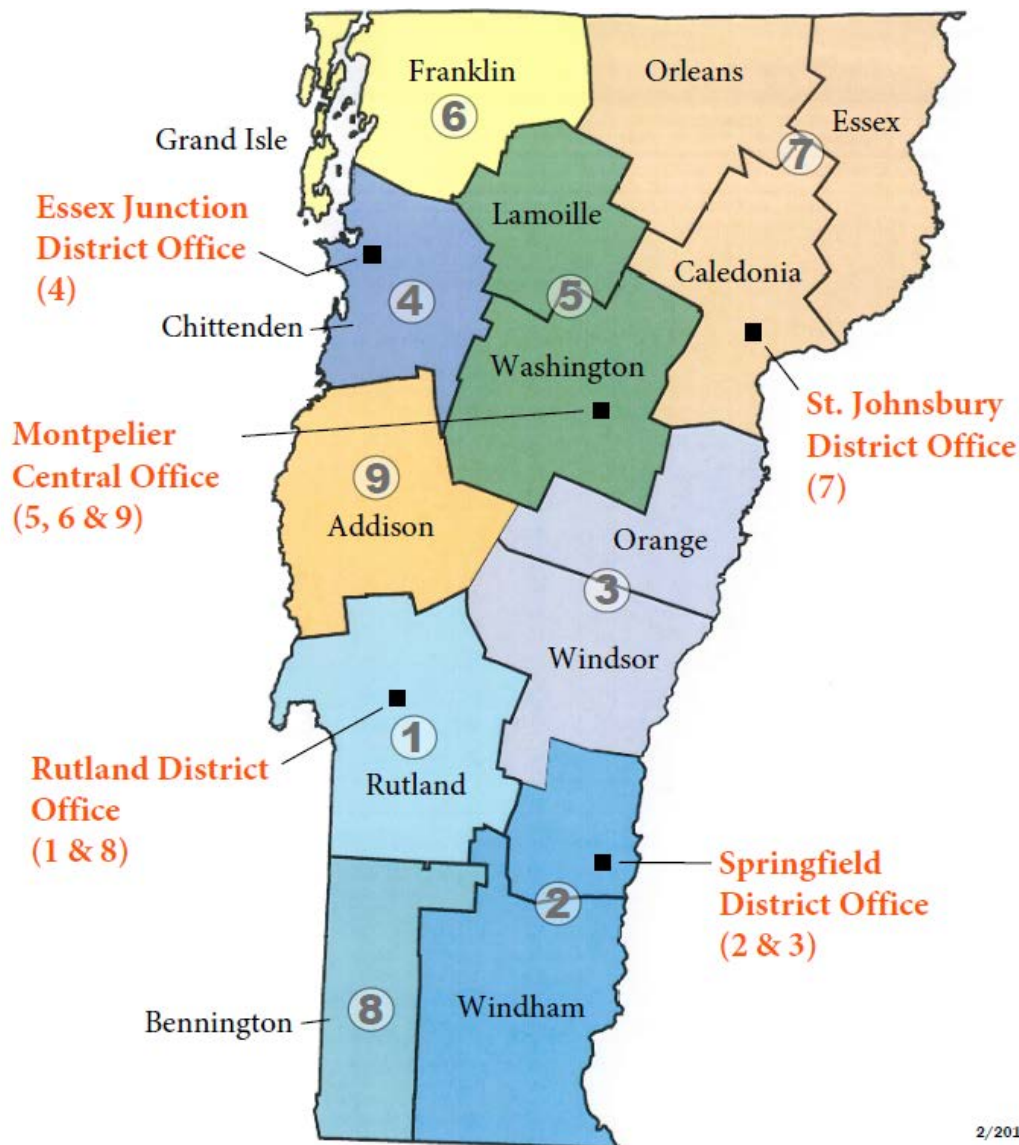 Franklin
6
Orleans
Essex
7
Grand Isle
Essex Junction
District Office
(4)
Lamoille
Caledonia
4
5
Chittenden
Washington
Montpelier
Central Office
(5, 6 & 9)
St. Johnsbury
District Office
(7)
9
Addison
Orange
3
Windsor
1
Rutland
Rutland District
Office
(1 & 8)
Springfield
District Office
(2 & 3)
2
Windham
8
Bennington
2/201